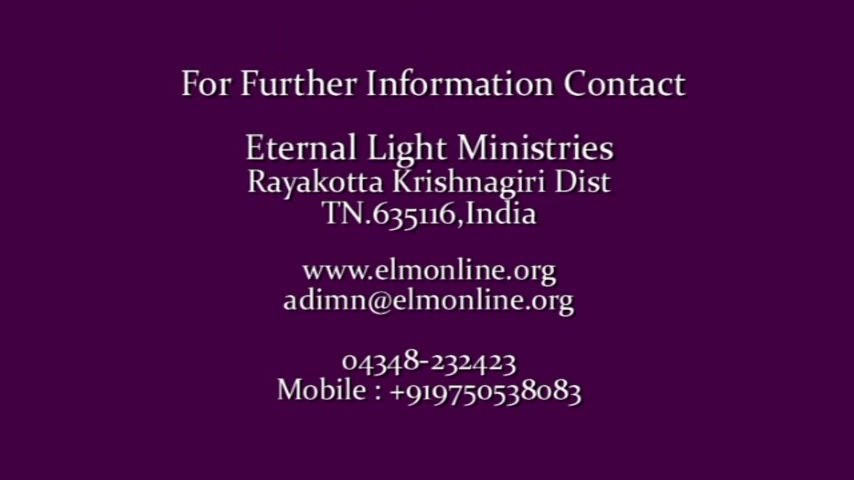 For Further Information Contact
Eternal Light Ministries
Rayakotta Krishnagiri Dist
TN.635116,India
www.elmonline.org
adimn@elmonline.org
04348-232423
Mobile : +919750538083